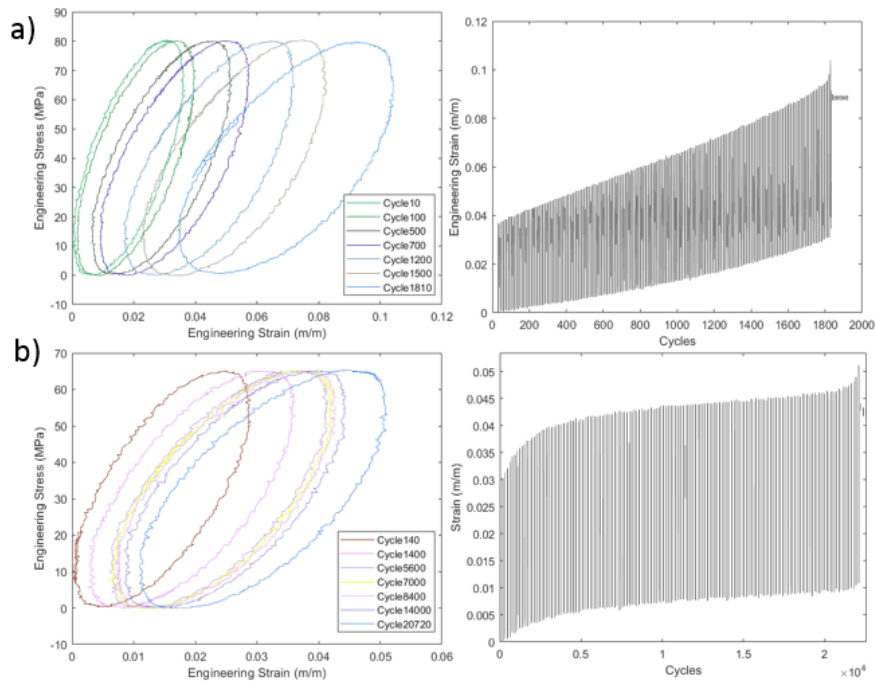 a)
Engineering Stress (MPa)
90
80
70
60
50
40
30
20
10
0
-10
0
0.02
0.04
0.06
0.08
0.1
0.12
Engineering Strain (m/m)
Cycle10
Cycle100
Cycle500
Cycle700
Cycle1200
Cycle1500
Cycle1810
Engineering Strain (m/m)
0.12
0.1
0.08
0.06
0.04
0.02
0
200
400
600
800
1000
1200
1400
1600
1800
2000
Cycles
b)
Engineering Stress (MPa)
70
60
50
40
30
20
10
0
-10
0
0.01
0.02
0.03
0.04
0.05
0.06
Engineering Strain (m/m)
Cycle140
Cycle1400
Cycle5600
Cycle7000
Cycle8400
Cycle14000
Cycle20720
Strain (m/m)
0.05
0.045
0.04
0.035
0.03
0.025
0.02
0.015
0.01
0.005
0
0
0.5
1
1.5
2
×10⁴
Cycles